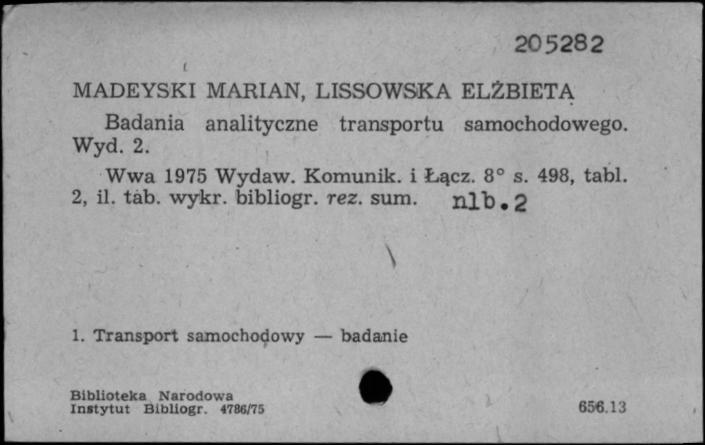 205282
MADEYSKI MARIAN, LISSOWSKA ELŻBIETA
Badania analityczne transportu samochodowego.
Wyd. 2.
Wwa 1975 Wydaw. Komunik. i Łącz. 8° s. 498, tabl.
2, il. tab. wykr. bibliogr. rez. sum. nlb.2
1. Transport samochodowy — badanie
Biblioteka Narodowa
Instytut Bibliogr. 4786/75
656.13